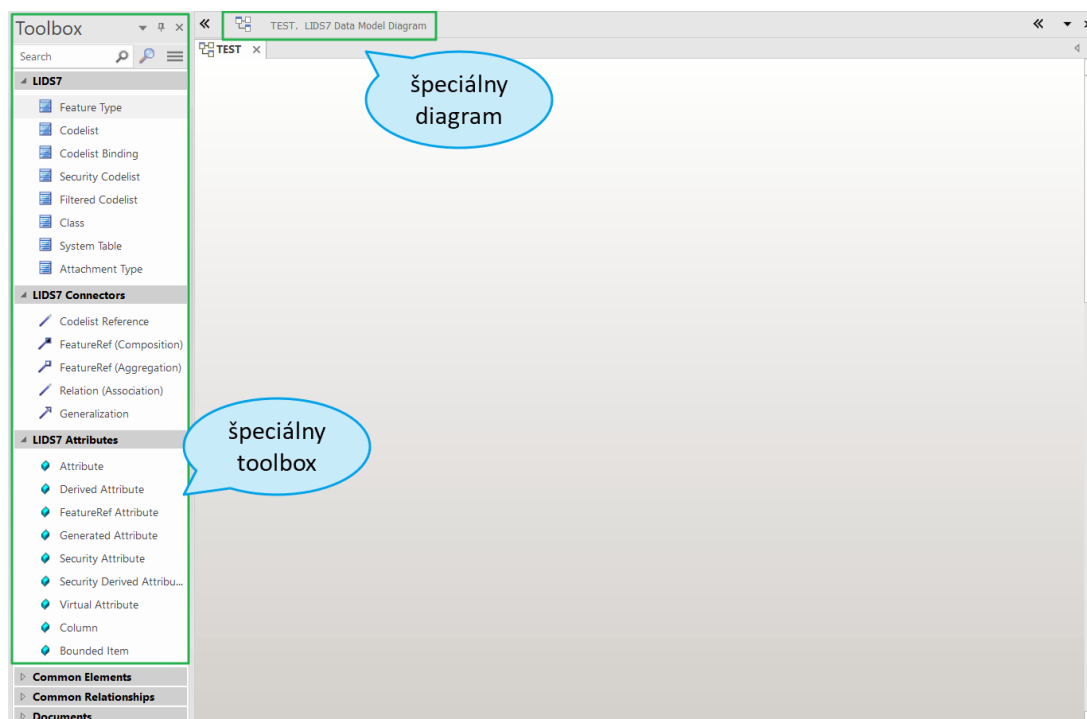 Toolbox
TEST. LIDS7 Data Model Diagram
Search
TEST
LIDS7
Feature Type
Codelist
Codelist Binding
Security Codelist
Filtered Codelist
Class
System Table
Attachment Type
LIDS7 Connectors
Codelist Reference
FeatureRef (Composition)
FeatureRef (Aggregation)
Relation (Association)
Generalization
LIDS7 Attributes
Attribute
Derived Attribute
FeatureRef Attribute
Generated Attribute
Security Attribute
Security Derived Attribu...
Virtual Attribute
Column
Bounded Item
Common Elements
Common Relationships
Documents
špeciálny
diagram
špeciálny
toolbox